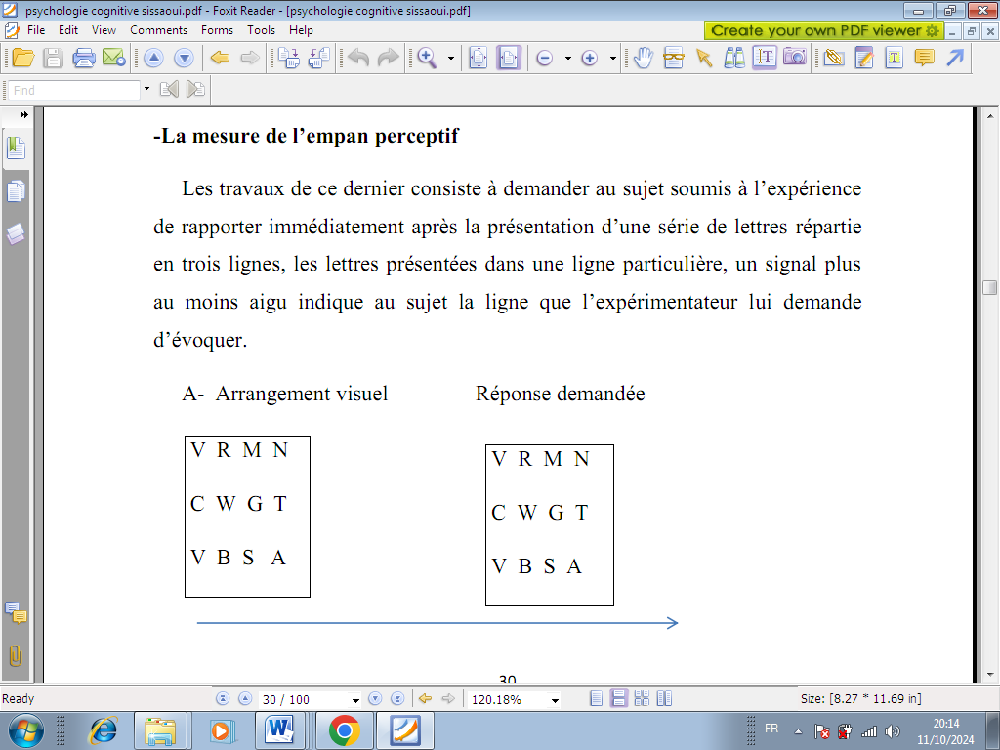 psychologie cognitive sissaoui.pdf - Foxit Reader - [psychologie cognitive sissaoui.pdf]
File Edit View Comments Forms Tools Help
Create your own PDF viewer
Find
-La mesure de l’empan perceptif
Les travaux de ce dernier consiste à demander au sujet soumis à l’expérience
de rapporter immédiatement après la présentation d’une série de lettres répartie
en trois lignes, les lettres présentées dans une ligne particulière, un signal plus
au moins aigu indique au sujet la ligne que l’expérimentateur lui demande
d’évoquer.
A- Arrangement visuel Réponse demandée
V R M N
C W G T
V B S A
V R M N
C W G T
V B S A
30
Ready 30 / 100 120.18% Size: [8.27 * 11.69 in]
FR 20:14
11/10/2024